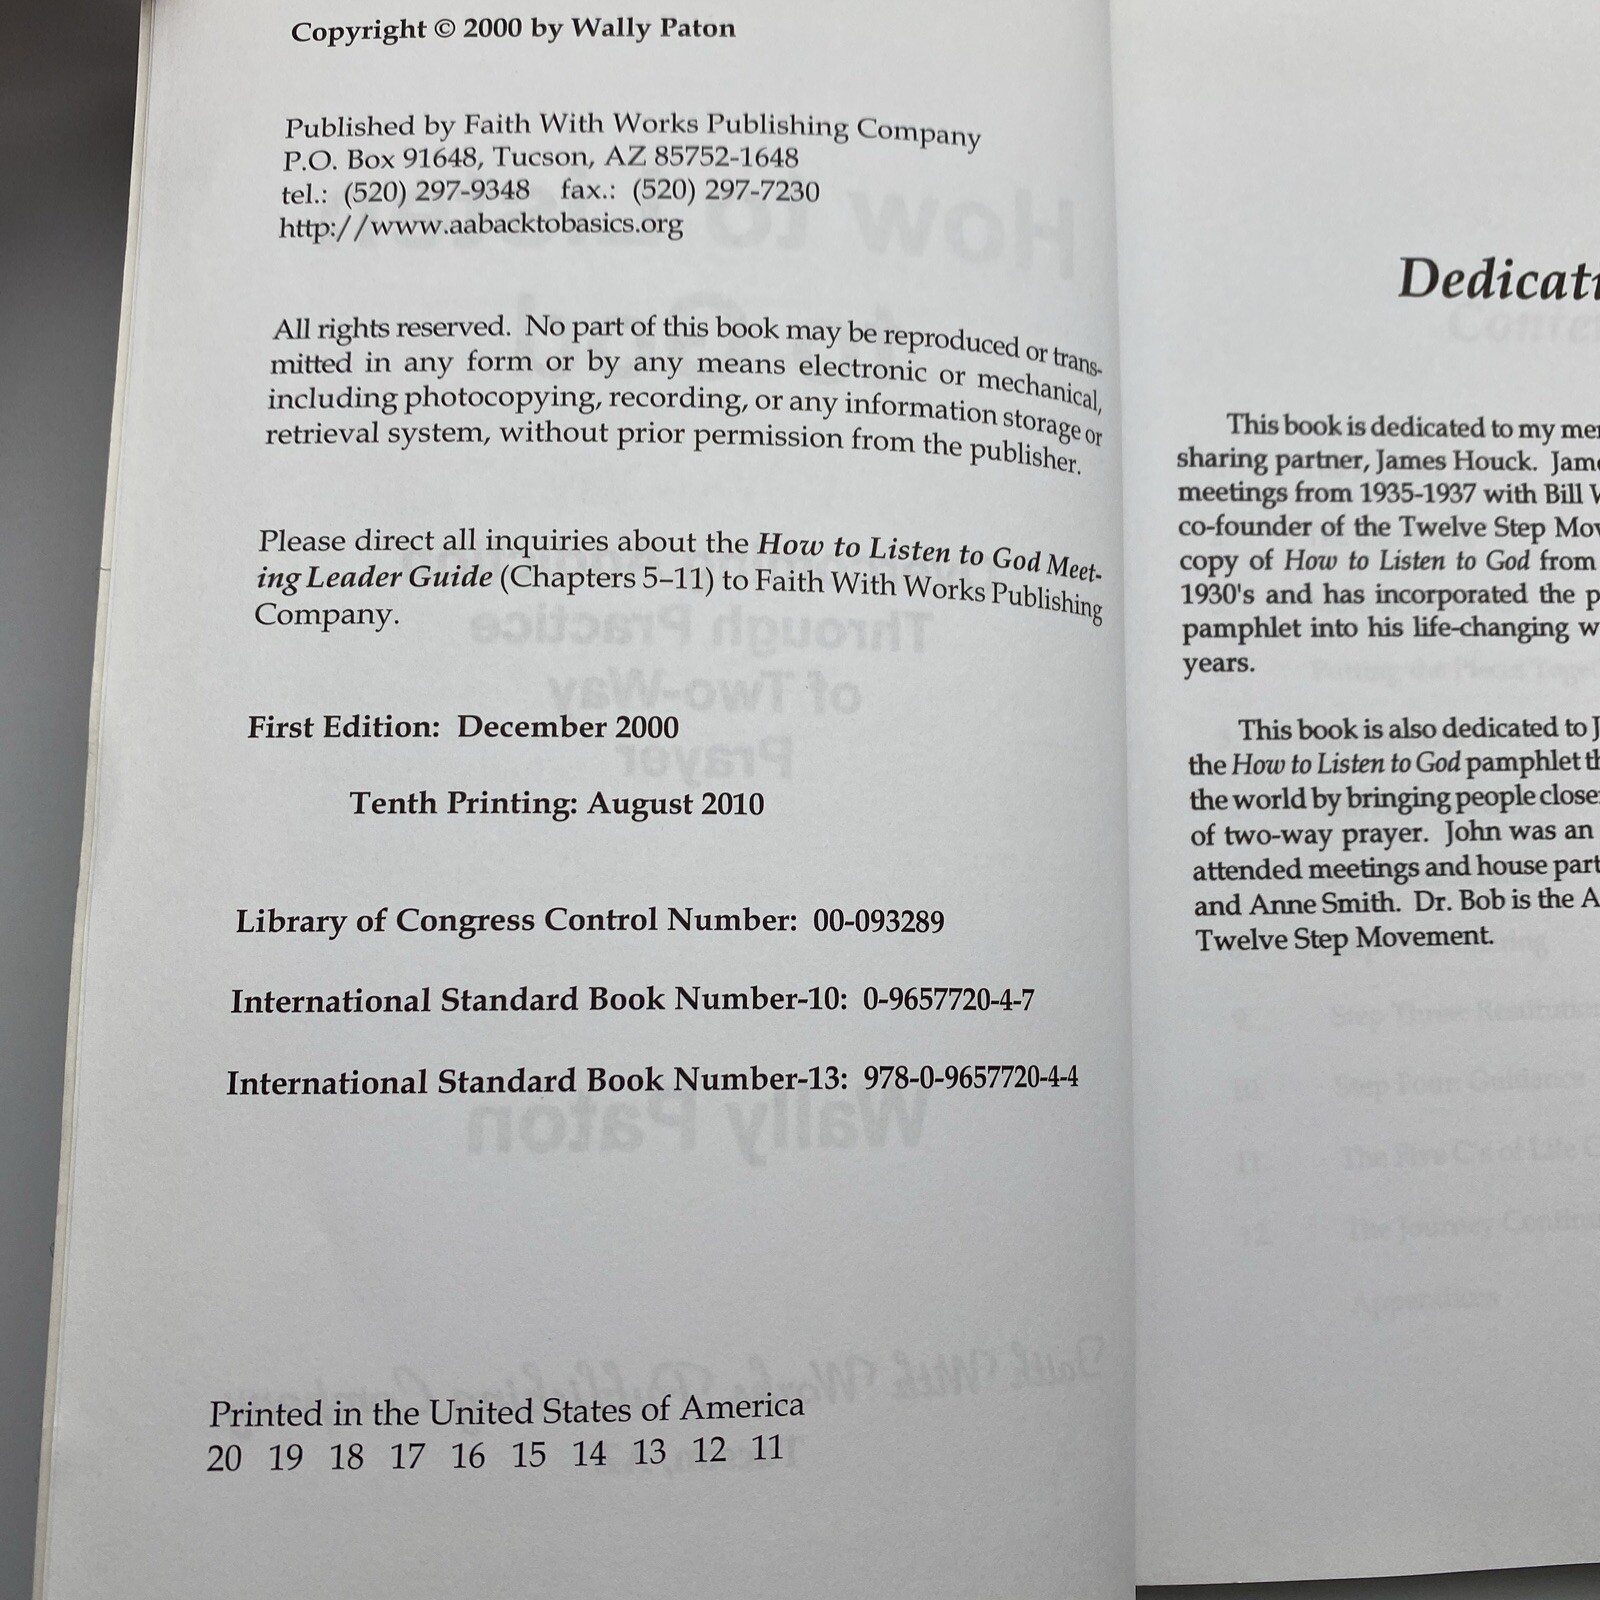 Copyright © 2000 by Wally Paton
Published by Faith With Works Publishing Company
P.O. Box 91648, Tucson, AZ 85752-1648
tel.: (520) 297-9348 fax.: (520) 297-7230
http://www.aabacktobasics.org
All rights reserved. No part of this book may be reproduced or trans-
mitted in any form or by any means electronic or mechanical,
including photocopying, recording, or any information storage or
retrieval system, without prior permission from the publisher.
Please direct all inquiries about the How to Listen to God Meet-
ing Leader Guide (Chapters 5–11) to Faith With Works Publishing
Company.
First Edition: December 2000
Tenth Printing: August 2010
Library of Congress Control Number: 00-093289
International Standard Book Number-10: 0-9657720-4-7
International Standard Book Number-13: 978-0-9657720-4-4
Printed in the United States of America
20 19 18 17 16 15 14 13 12 11
Dedicati
This book is dedicated to my
sharing partner, James Houck.
meetings from 1935-1937 with Bill
co-founder of the Twelve Step
copy of How to Listen to God from
1930's and has incorporated the
pamphlet into his life-changing
years.
This book is also dedicated to
the How to Listen to God pamphlet
the world by bringing people
of two-way prayer. John was an
attended meetings and house
and Anne Smith. Dr. Bob is the
Twelve Step Movement.